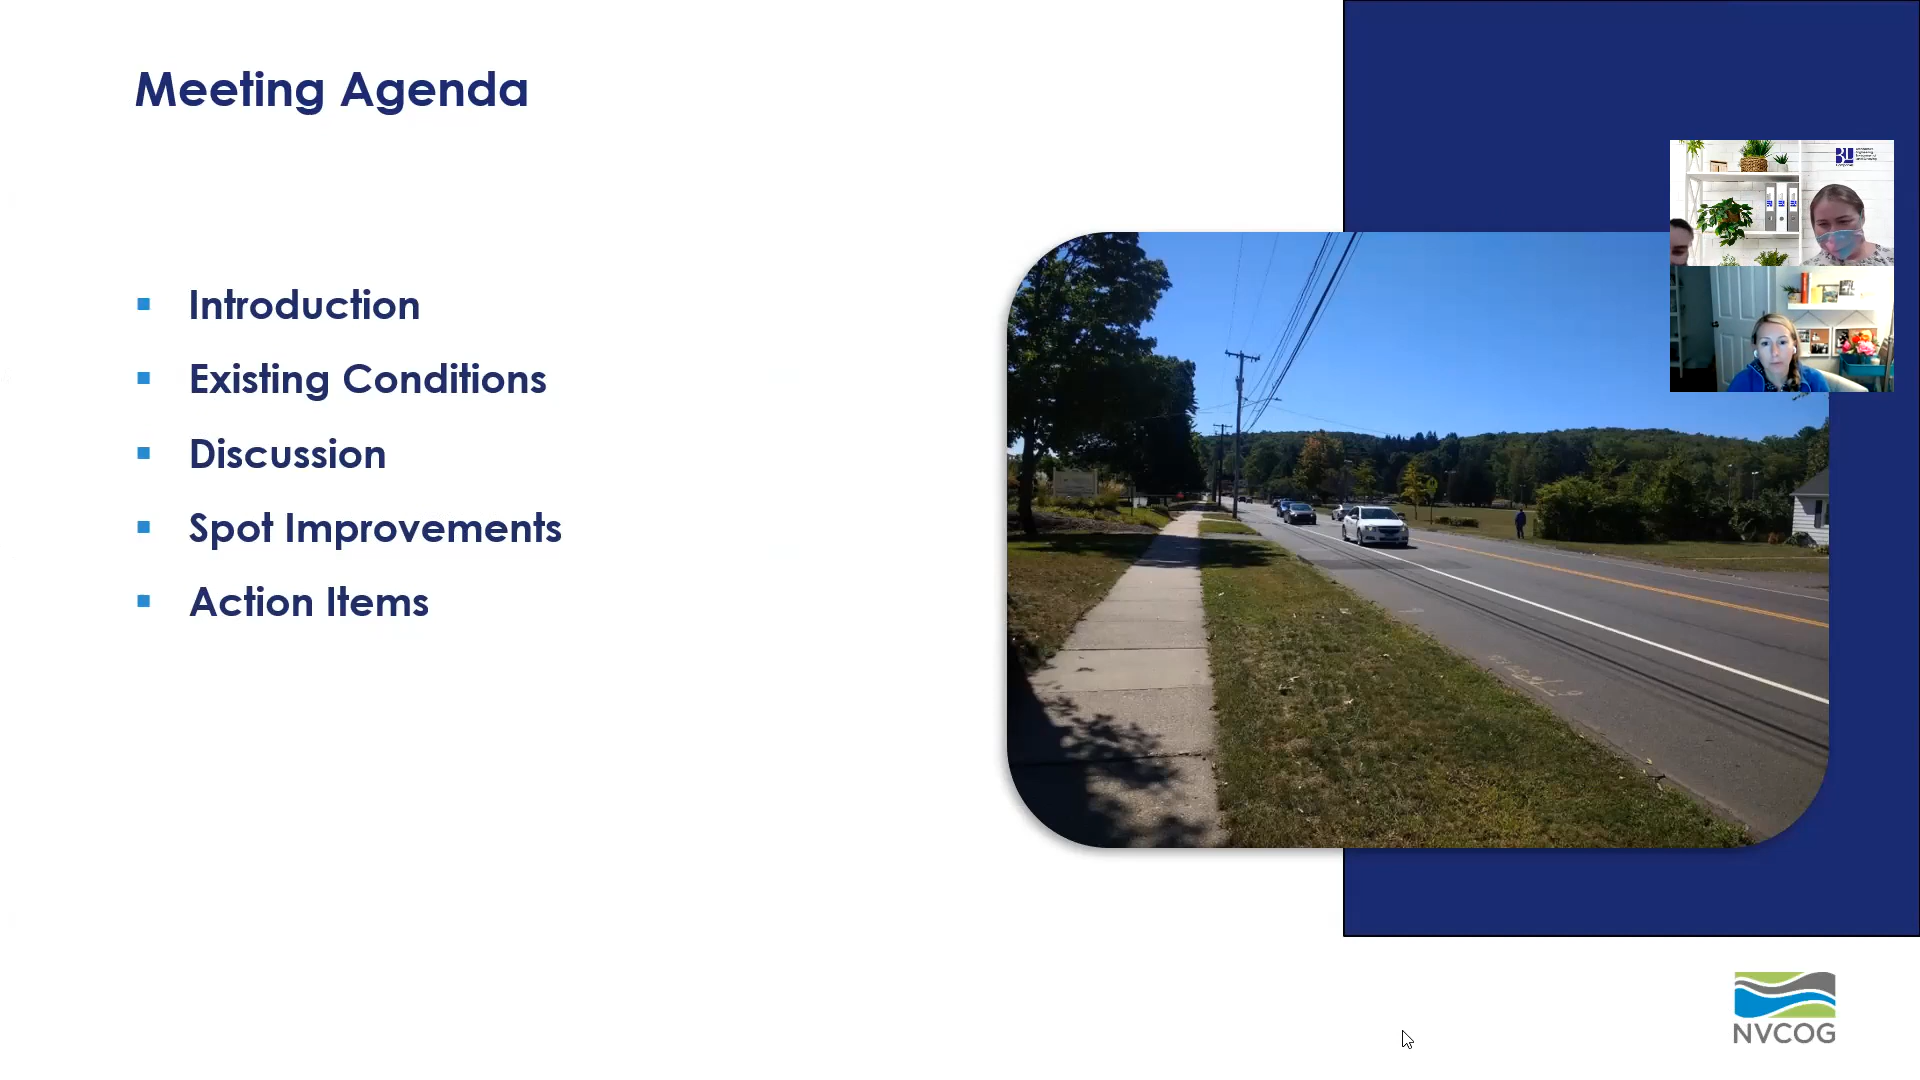 Meeting Agenda
Introduction
Existing Conditions
Discussion
Spot Improvements
Action Items
NVCOG